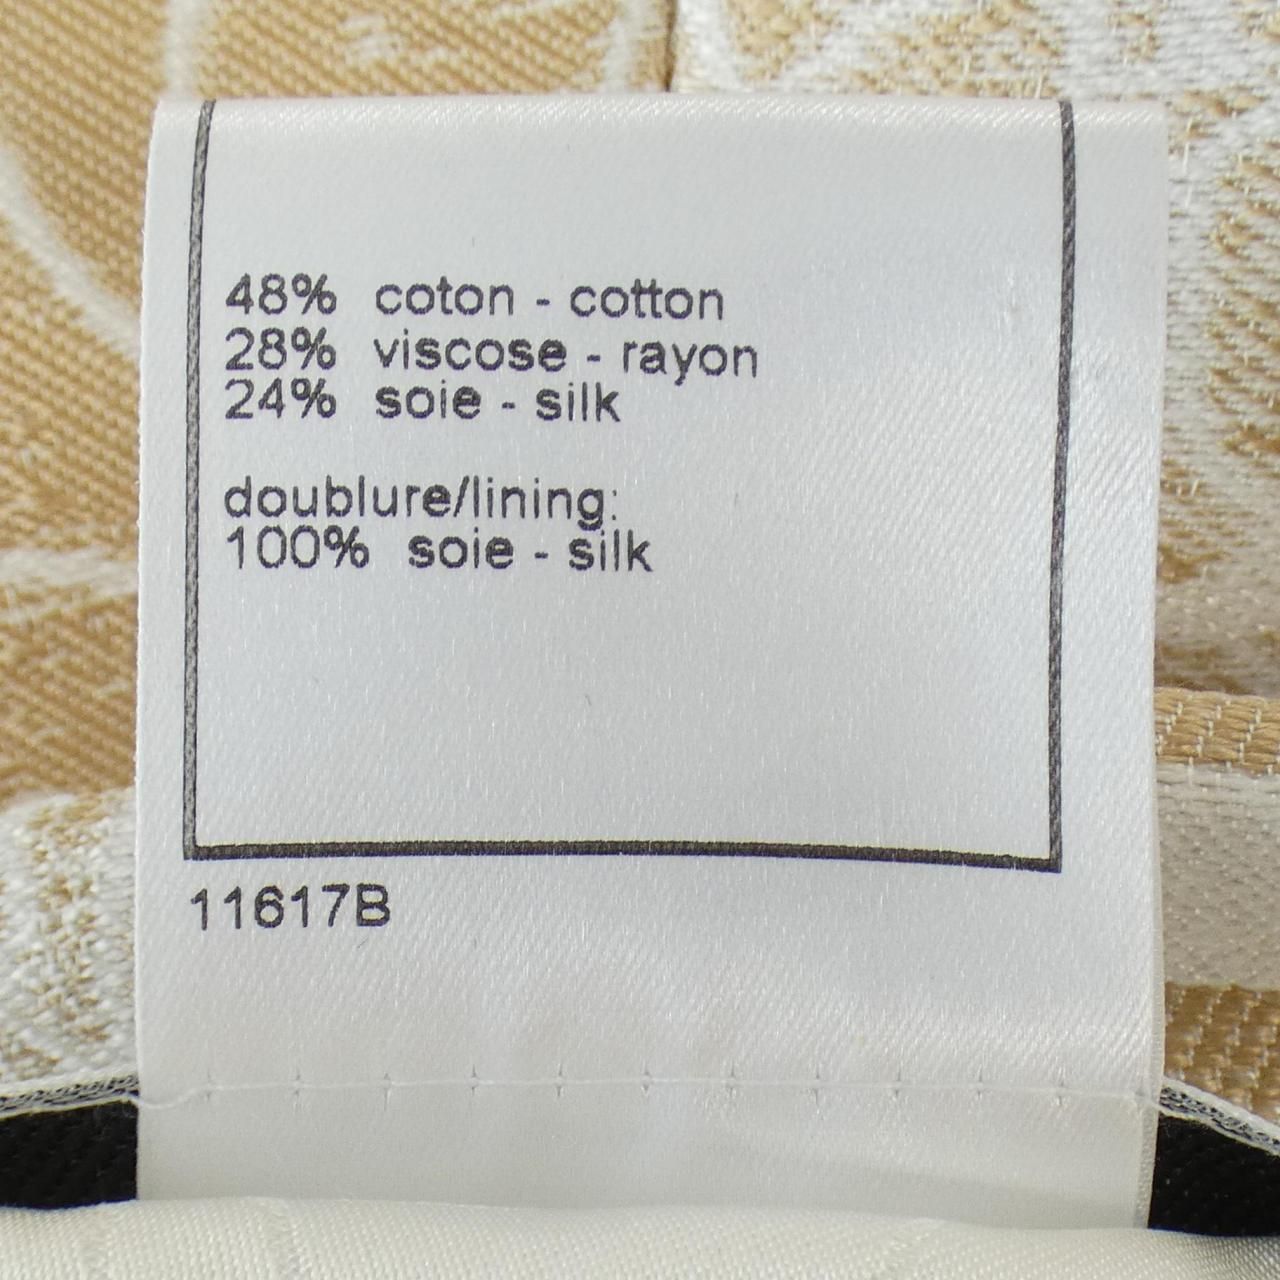 48% coton - cotton
28% viscose - rayon
24% soie - silk
doublure/lining:
100% soie - silk
11617B